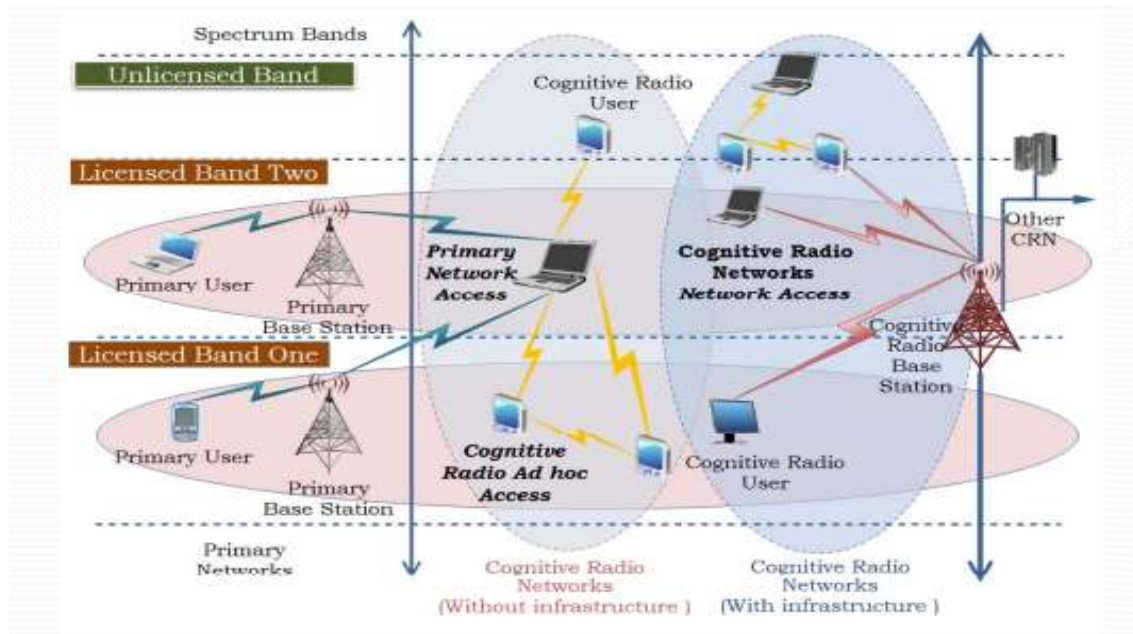 Spectrum Bands
Unlicensed Band
Cognitive Radio
User
Licensed Band Two
Other
CRN
Primary
Network
Access
Cognitive Radio
Networks
Network Access
Primary User
Primary
Base Station
Licensed Band One
Cognitive
Radio
Base
Station
Primary User
Cognitive
Radio Ad hoc
Access
Cognitive Radio
User
Primary
Base Station
Primary
Networks
Cognitive Radio
Networks
(Without infrastructure )
Cognitive Radio
Networks
(With infrastructure )